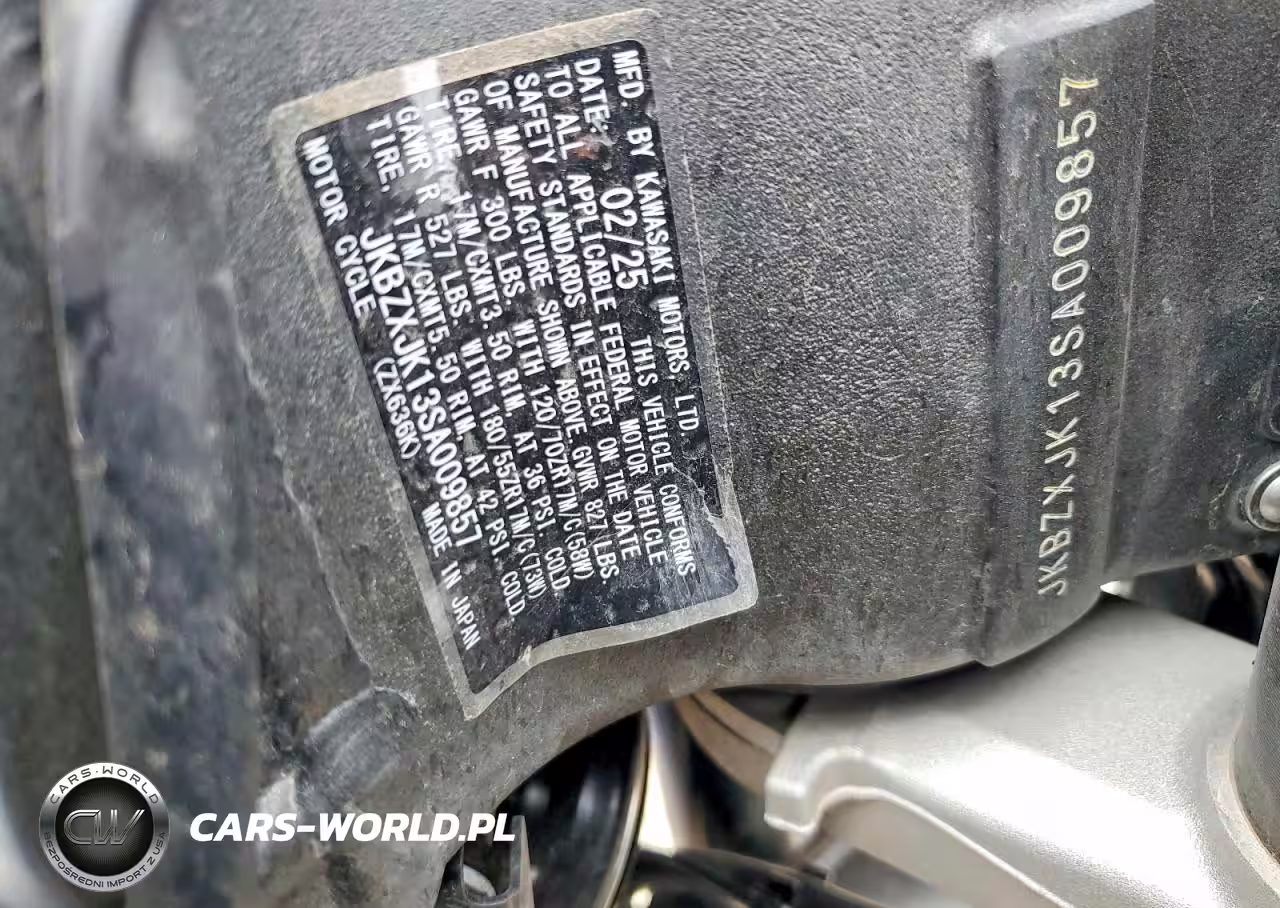 MFD. BY KAWASAKI MOTORS LTD.
DATE: 02/25 THIS VEHICLE CONFORMS
TO ALL APPLICABLE FEDERAL MOTOR VEHICLE
SAFETY STANDARDS IN EFFECT ON THE DATE
OF MANUFACTURE SHOWN ABOVE. GVWR 827 LBS.
GAWR F 300 LBS. WITH 120/70ZR17M/C(58W)
TIRE, 17M/CXMT3.50 RIM, AT 36 PSI. COLD.
GAWR R 527 LBS. WITH 180/55ZR17M/C(73W)
TIRE, 17M/CXMT5.50 RIM, AT 42 PSI. COLD.
JKBZXJK13SA009857
MOTOR CYCLE (ZX636K) MADE IN JAPAN
JKBZXJK13SA009857
CARS-WORLD
CW
BEZPOŚREDNI IMPORT Z USA
CARS-WORLD.PL